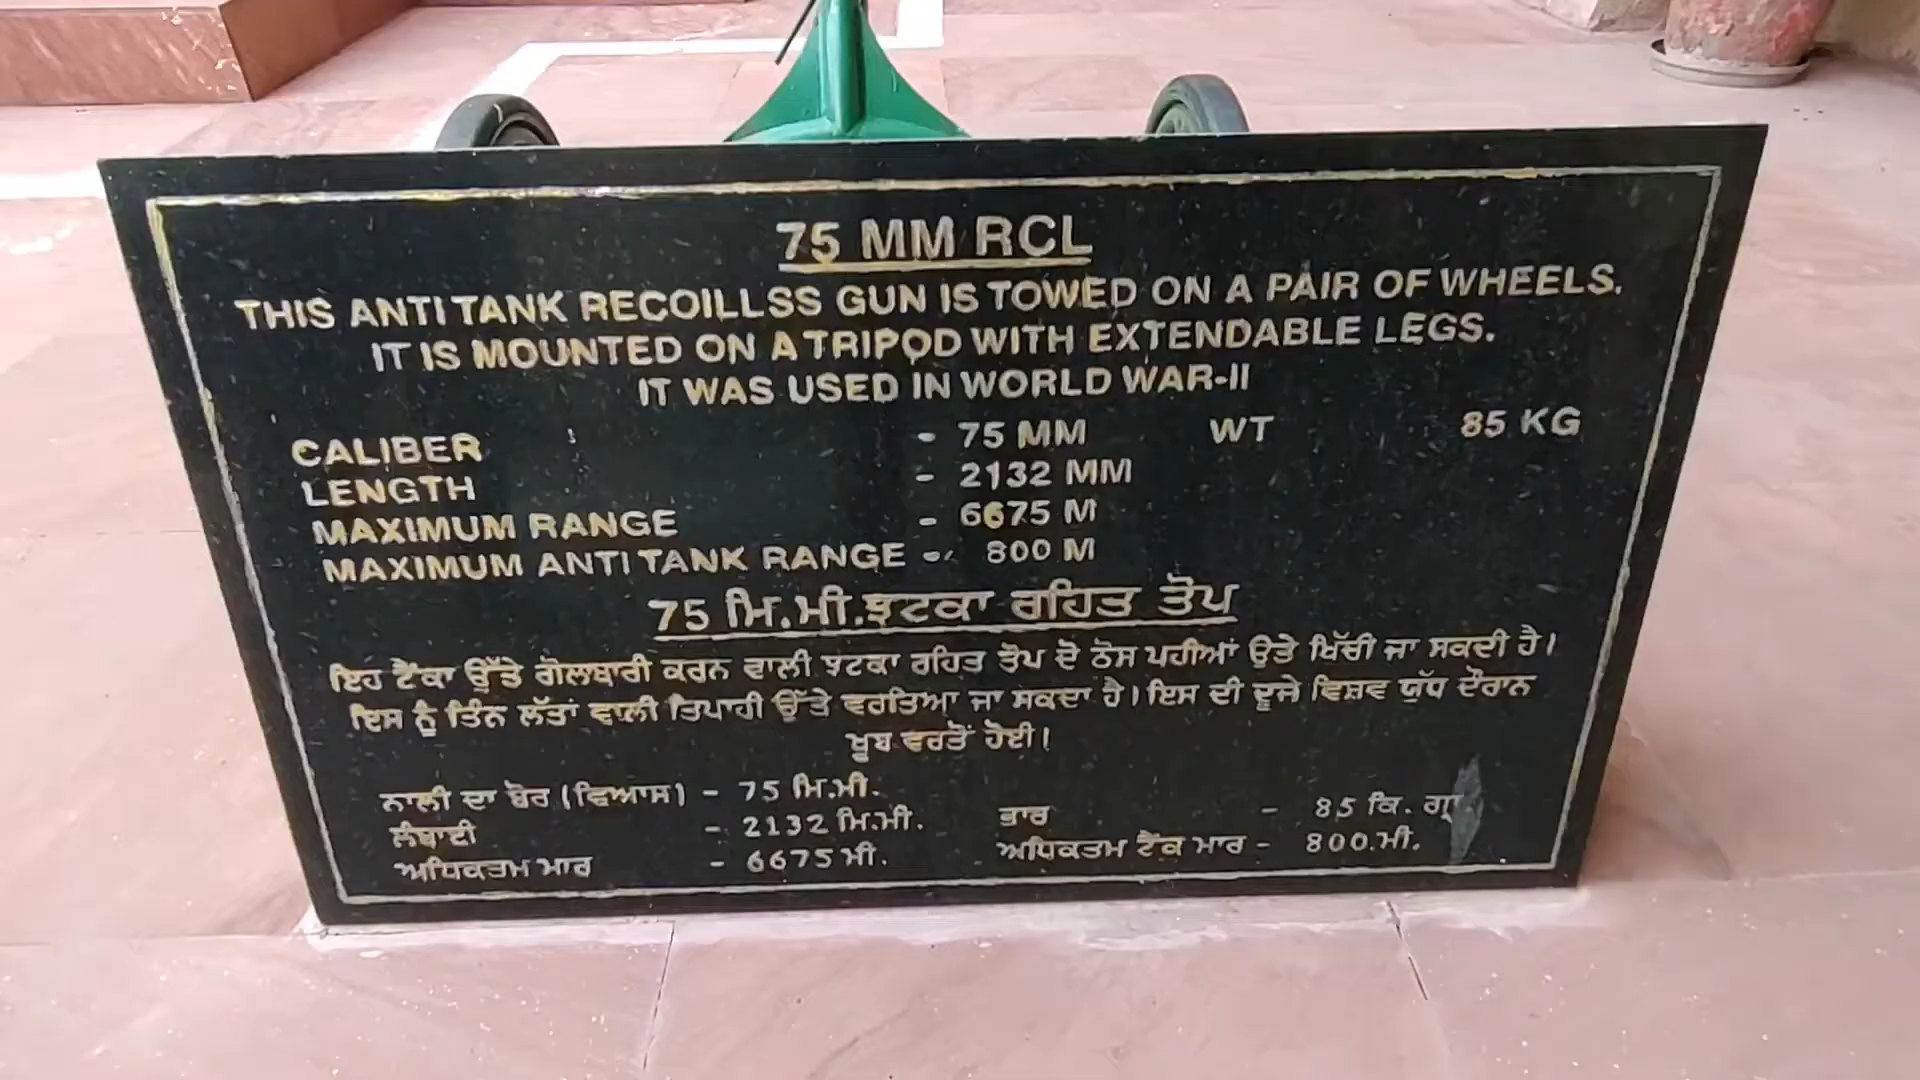 75 MM RCL
THIS ANTI TANK RECOILLSS GUN IS TOWED ON A PAIR OF WHEELS.
IT IS MOUNTED ON A TRIPOD WITH EXTENDABLE LEGS.
IT WAS USED IN WORLD WAR-II
CALIBER - 75 MM WT 85 KG
LENGTH - 2132 MM
MAXIMUM RANGE - 6675 M
MAXIMUM ANTI TANK RANGE - 800 M
75 ਮਿ.ਮੀ.ਝਟਕਾ ਰਹਿਤ ਤੋਪ
ਇਹ ਟੈਂਕਾ ਉੱਤੇ ਗੋਲਾਬਾਰੀ ਕਰਨ ਵਾਲੀ ਝਟਕਾ ਰਹਿਤ ਤੋਪ ਦੋ ਠੋਸ ਪਹੀਆਂ ਉਤੇ ਖਿੱਚੀ ਜਾ ਸਕਦੀ ਹੈ।
ਇਸ ਨੂੰ ਤਿੰਨ ਲੱਤਾਂ ਵਾਲੀ ਤਿਪਾਹੀ ਉੱਤੇ ਵਰਤਿਆ ਜਾ ਸਕਦਾ ਹੈ। ਇਸ ਦੀ ਦੂਜੇ ਵਿਸ਼ਵ ਯੁੱਧ ਦੌਰਾਨ
ਖੂਬ ਵਰਤੋਂ ਹੋਈ।
ਨਾਲੀ ਦਾ ਬੋਰ (ਵਿਆਸ) - 75 ਮਿ.ਮੀ.
ਲੰਬਾਈ - 2132 ਮਿ.ਮੀ. ਭਾਰ - 85 ਕਿ. ਗ੍ਰਾ
ਅਧਿਕਤਮ ਮਾਰ - 6675 ਮੀ. ਅਧਿਕਤਮ ਟੈਂਕ ਮਾਰ - 800.ਮੀ.